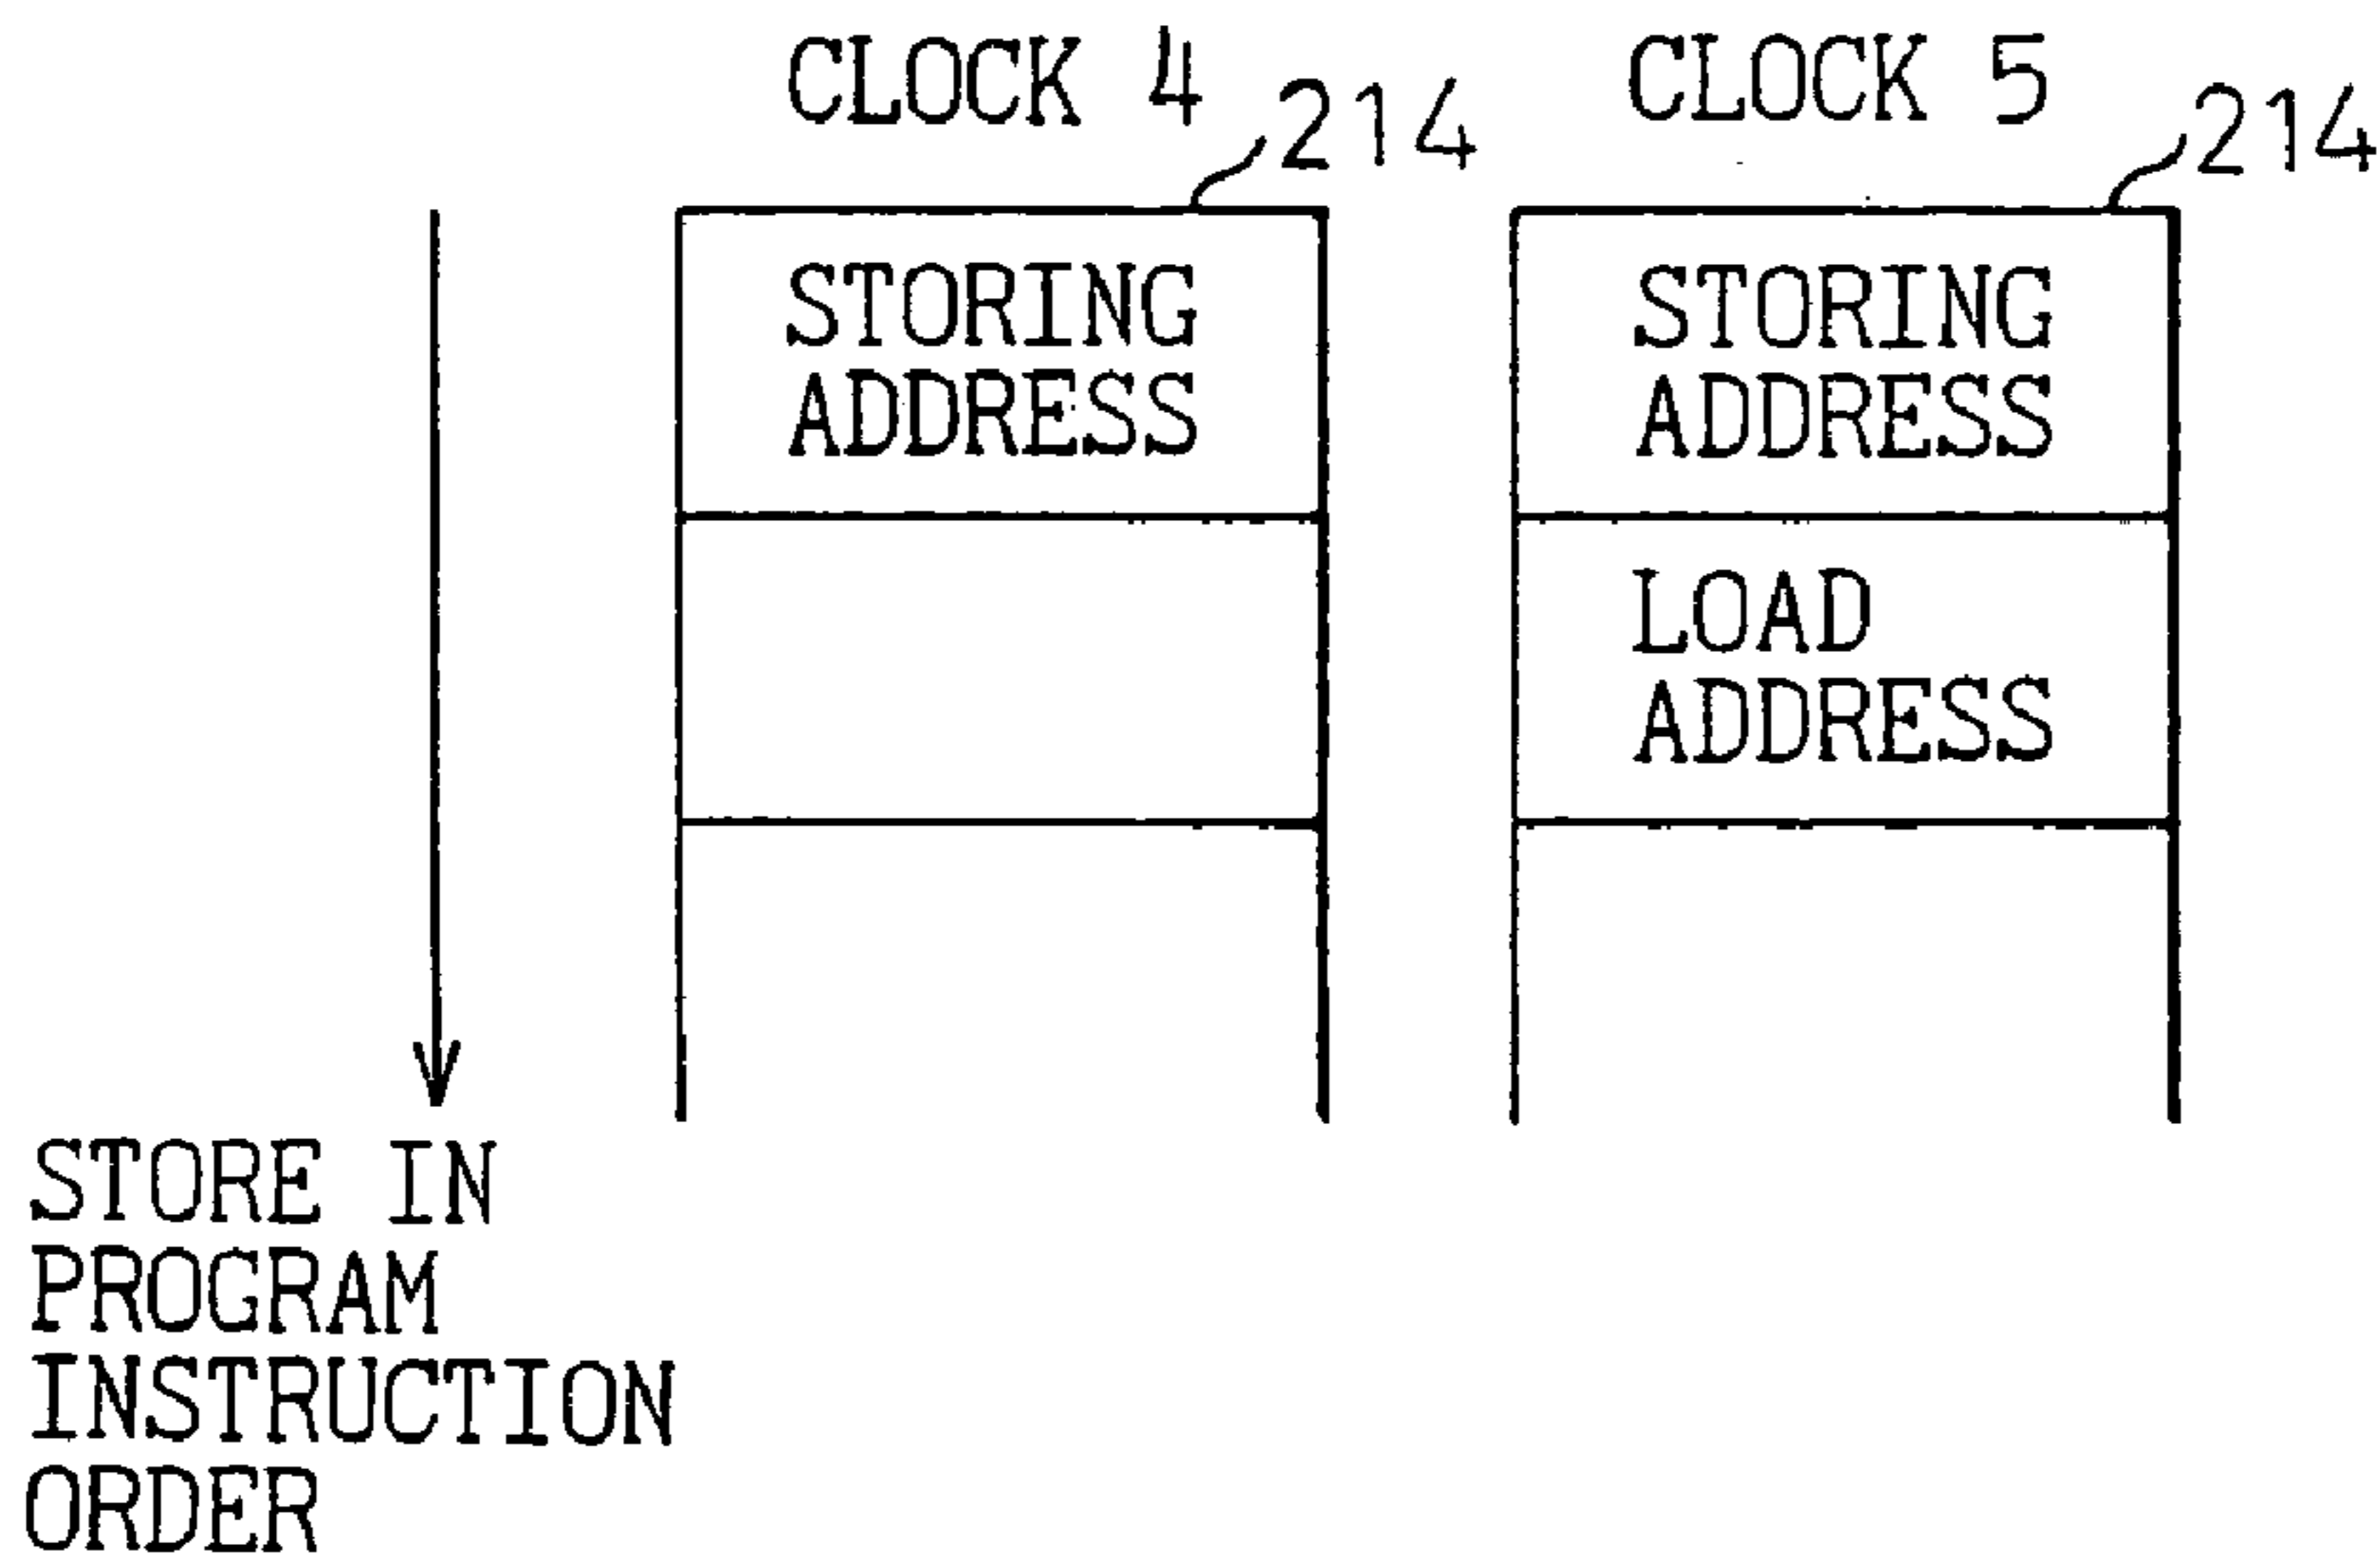 CLOCK 4
214
CLOCK 5
214
STORING
ADDRESS
STORING
ADDRESS
LOAD
ADDRESS
STORE IN
PROGRAM
INSTRUCTION
ORDER